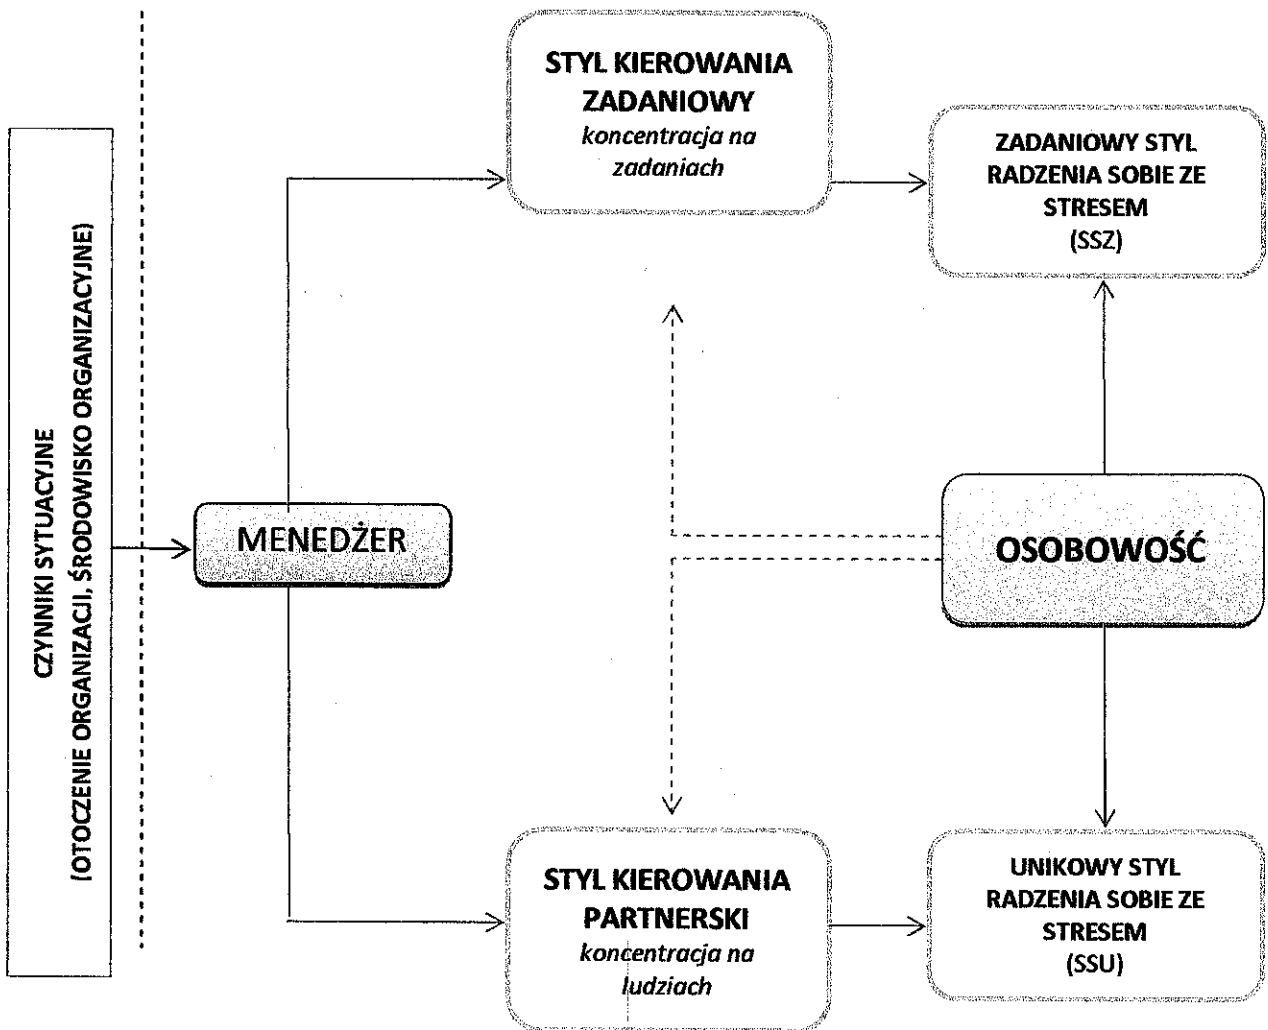 CZYNNIKI SYTUACYJNE
(OTOCZENIE ORGANIZACJI, ŚRODOWISKO ORGANIZACYJNE)
MENEDŻER
STYL KIEROWANIA
ZADANIOWY
koncentracja na
zadaniach
ZADANIOWY STYL
RADZENIA SOBIE ZE
STRESEM
(SSZ)
OSOBOWOŚĆ
STYL KIEROWANIA
PARTNERSKI
koncentracja na
ludziach
UNIKOWY STYL
RADZENIA SOBIE ZE
STRESEM
(SSU)